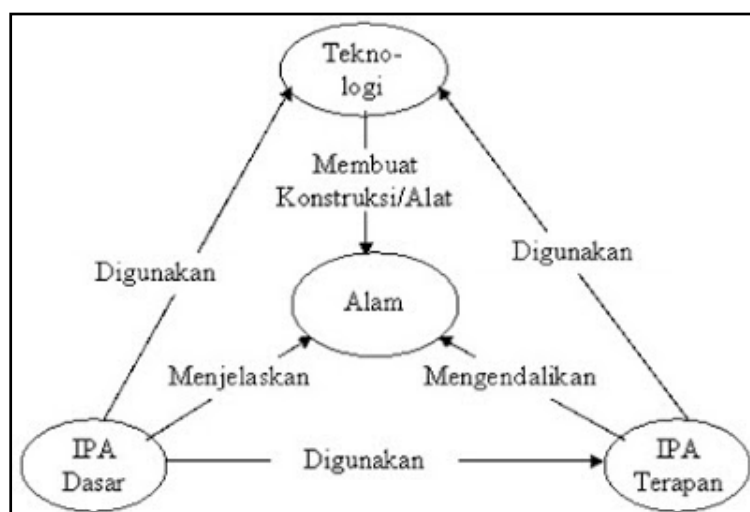 Tekno-
logi
Membuat
Konstruksi/Alat
Digunakan
Digunakan
Alam
Menjelaskan
Mengendalikan
IPA
Dasar
Digunakan
IPA
Terapan